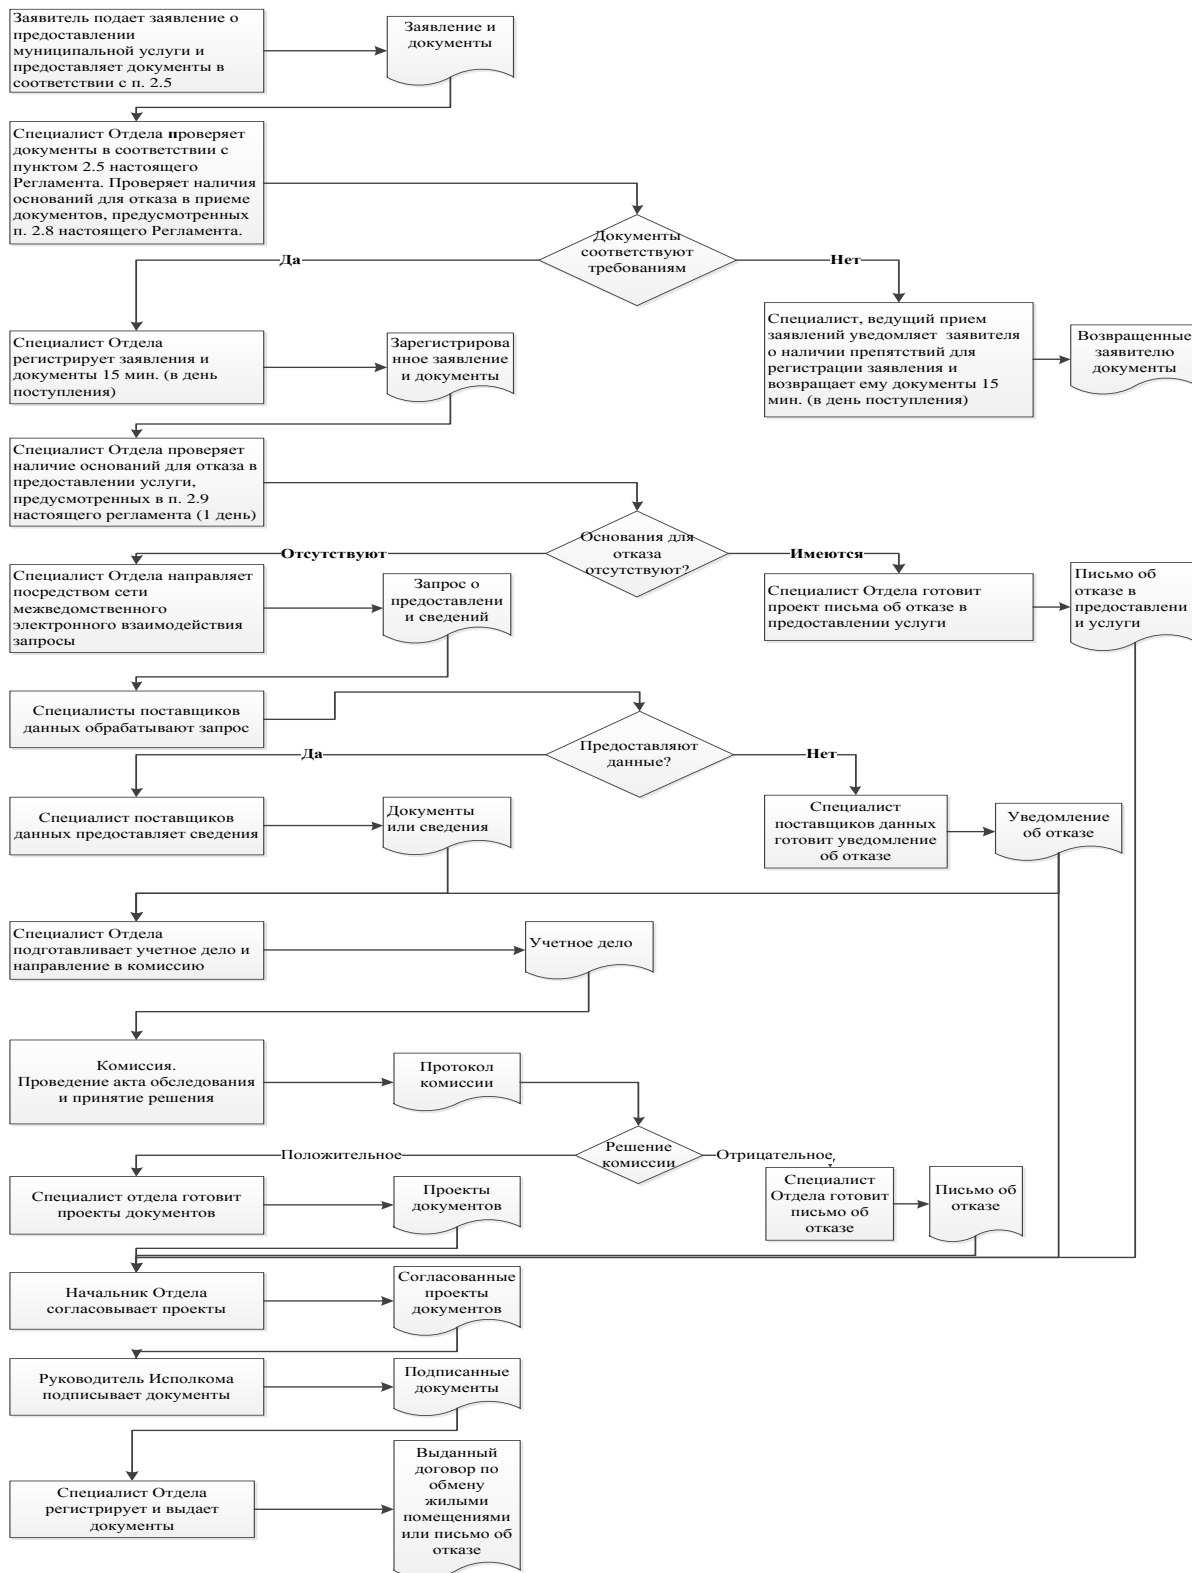 Заявитель подает заявление о
предоставлении
муниципальной услуги и
предоставляет документы в
соответствии с п. 2.5
Заявление и
документы
Специалист Отдела проверяет
документы в соответствии с
пунктом 2.5 настоящего
Регламента. Проверяет наличия
оснований для отказа в приеме
документов, предусмотренных
п. 2.8 настоящего Регламента.
Документы
соответствуют
требованиям
Да
Нет
Специалист Отдела
регистрирует заявления и
документы 15 мин. (в день
поступления)
Зарегистрирова
нное заявление
и документы
Специалист, ведущий прием
заявлений уведомляет заявителя
о наличии препятствий для
регистрации заявления и
возвращает ему документы 15
мин. (в день поступления)
Возвращенные
заявителю
документы
Специалист Отдела проверяет
наличие оснований для отказа в
предоставлении услуги,
предусмотренных в п. 2.9
настоящего регламента (1 день)
Основания для
отказа
отсутствуют?
Отсутствуют
Имеются
Специалист Отдела направляет
посредством сети
межведомственного
электронного взаимодействия
запросы
Запрос о
предоставлени
и сведений
Специалист Отдела готовит
проект письма об отказе в
предоставлении услуги
Письмо об
отказе в
предоставлени
и услуги
Специалисты поставщиков
данных обрабатывают запрос
Предоставляют
данные?
Да
Нет
Специалист поставщиков
данных предоставляет сведения
Документы
или сведения
Специалист
поставщиков данных
готовит уведомление
об отказе
Уведомление
об отказе
Специалист Отдела
подготавливает учетное дело и
направление в комиссию
Учетное дело
Комиссия.
Проведение акта обследования
и принятие решения
Протокол
комиссии
Решение
комиссии
Положительное
Отрицательное
Специалист отдела готовит
проекты документов
Проекты
документов
Специалист
Отдела готовит
письмо об
отказе
Письмо об
отказе
Начальник Отдела
согласовывает проекты
Согласованные
проекты
документов
Руководитель Исполкома
подписывает документы
Подписанные
документы
Специалист Отдела
регистрирует и выдает
документы
Выданный
договор по
обмену
жилыми
помещениями
или письмо об
отказе